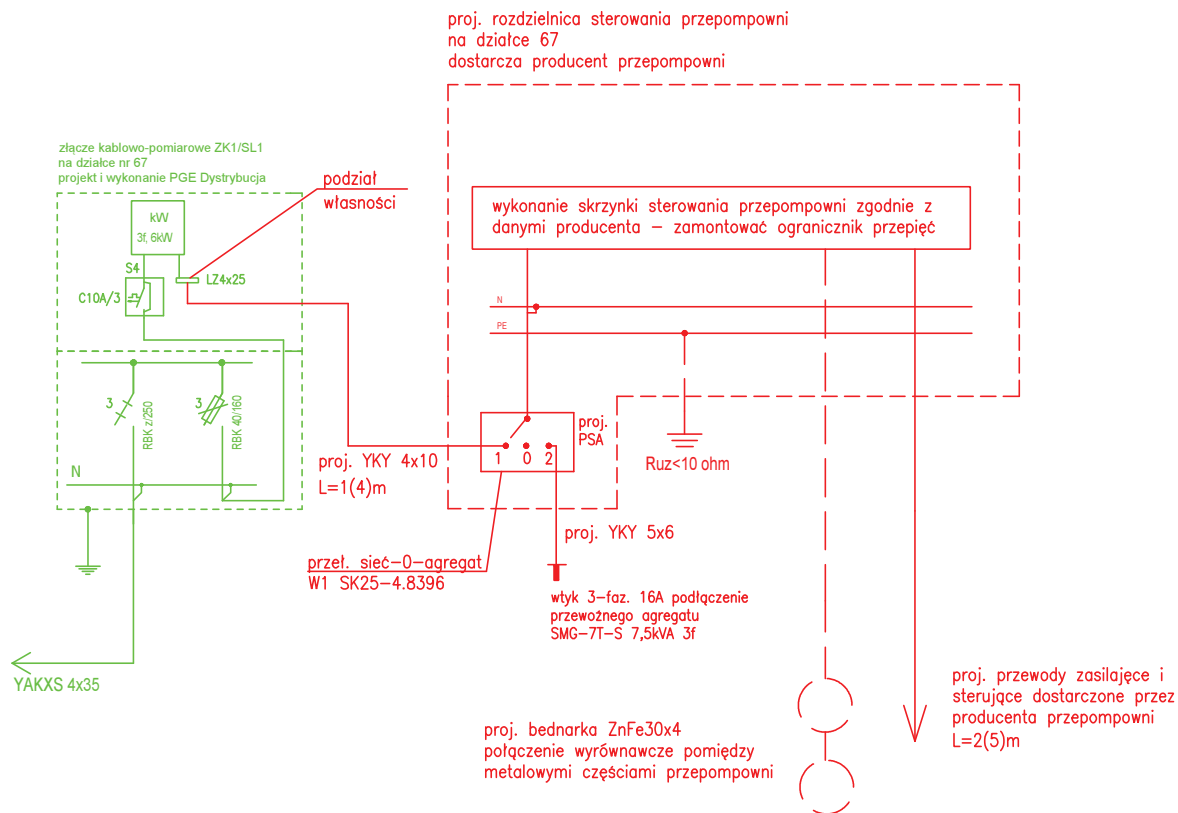 proj. rozdzielnica sterowania przepompowni
na działce 67
dostarcza producent przepompowni
złącze kablowo-pomiarowe ZK1/SL1
na działce nr 67
projekt i wykonanie PGE Dystrybucja
podział
własności
kW
3f, 6kW
S4
C10A/3
LZ4x25
wykonanie skrzynki sterowania przepompowni zgodnie z
danymi producenta – zamontować ogranicznik przepięć
N
PE
3
RBK z/250
3
RBK 40/160
N
proj.
PSA
1 0 2
proj. YKY 4x10
L=1(4)m
Ruz<10 ohm
proj. YKY 5x6
przeł. sieć–0–agregat
W1 SK25–4.8396
wtyk 3–faz. 16A podłączenie
przewoźnego agregatu
SMG–7T–S 7,5kVA 3f
YAKXS 4x35
proj. przewody zasilajęce i
sterujące dostarczone przez
producenta przepompowni
L=2(5)m
proj. bednarka ZnFe30x4
połączenie wyrównawcze pomiędzy
metalowymi częściami przepompowni